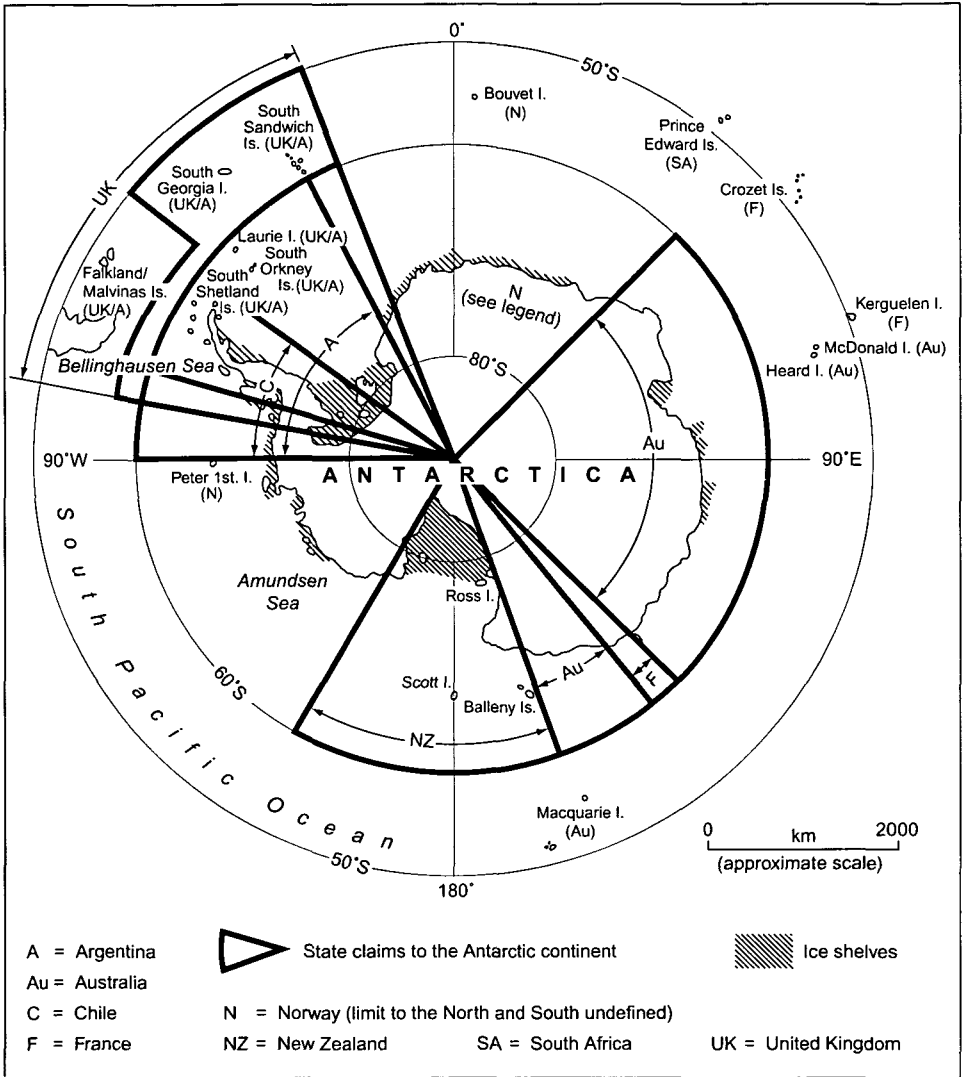 0°
50°S
Bouvet I.
(N)
Prince
Edward Is.
(SA)
Crozet Is.
(F)
UK
South
Sandwich
Is. (UK/A)
South
Georgia I.
(UK/A)
Laurie I. (UK/A)
South
Orkney
Is. (UK/A)
South
Shetland
Is. (UK/A)
Falkland/
Malvinas Is.
(UK/A)
N
(see legend)
Kerguelen I.
(F)
McDonald I. (Au)
Heard I. (Au)
A
C
80°S
Bellinghausen Sea
Au
90°W
ANTARCTICA
90°E
Peter 1st. I.
(N)
Amundsen
Sea
Ross I.
South Pacific Ocean
60°S
Scott I.
Balleny Is.
Au
F
NZ
Macquarie I.
(Au)
50°S
180°
0 km 2000
(approximate scale)
A = Argentina
State claims to the Antarctic continent
Ice shelves
Au = Australia
C = Chile
N = Norway (limit to the North and South undefined)
F = France
NZ = New Zealand
SA = South Africa
UK = United Kingdom